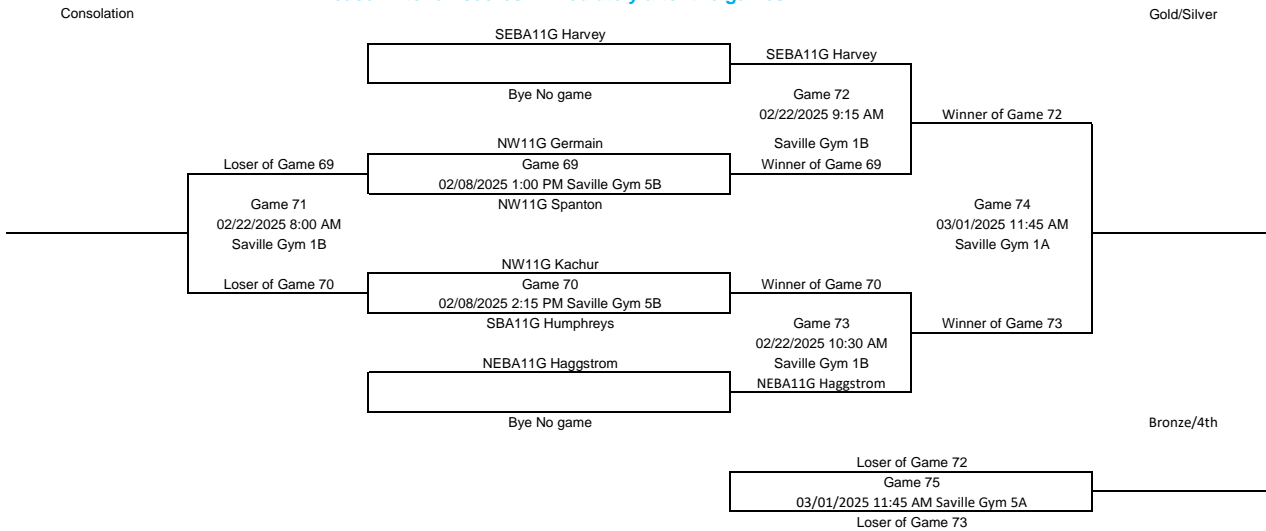 Consolation
Gold/Silver
SEBA11G Harvey
SEBA11G Harvey
Bye No game
Game 72
02/22/2025 9:15 AM
Saville Gym 1B
Winner of Game 72
NW11G Germain
Loser of Game 69
Game 69
Winner of Game 69
02/08/2025 1:00 PM Saville Gym 5B
NW11G Spanton
Game 71
02/22/2025 8:00 AM
Saville Gym 1B
Game 74
03/01/2025 11:45 AM
Saville Gym 1A
NW11G Kachur
Loser of Game 70
Game 70
Winner of Game 70
02/08/2025 2:15 PM Saville Gym 5B
SBA11G Humphreys
Game 73
02/22/2025 10:30 AM
Saville Gym 1B
Winner of Game 73
NEBA11G Haggstrom
NEBA11G Haggstrom
Bye No game
Bronze/4th
Loser of Game 72
Game 75
03/01/2025 11:45 AM Saville Gym 5A
Loser of Game 73